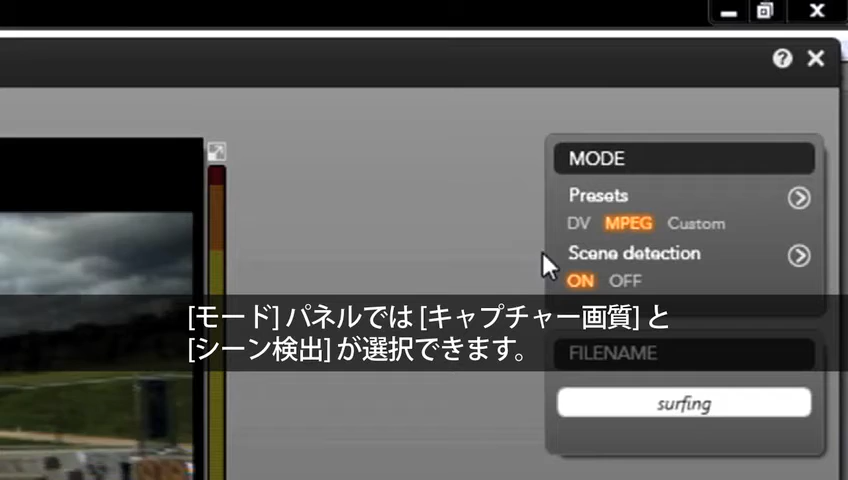 MODE
Presets
DV MPEG Custom
Scene detection
ON OFF
[モード] パネルでは [キャプチャー画質] と
[シーン検出] が選択できます。
FILENAME
surfing